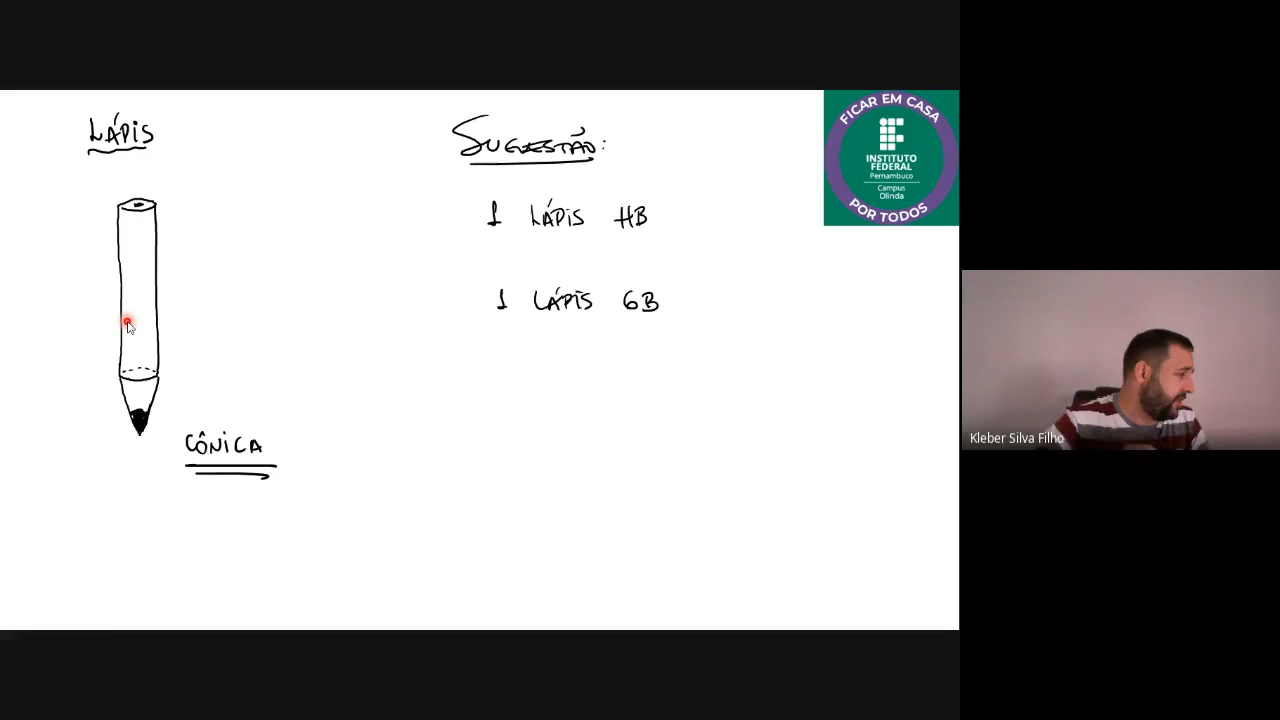 LÁPIS
SUGESTÃO:
1 LÁPIS HB
1 LÁPIS 6B
CÔNICA
FICAR EM CASA
INSTITUTO
FEDERAL
Pernambuco
Campus
Olinda
POR TODOS
Kleber Silva Filho